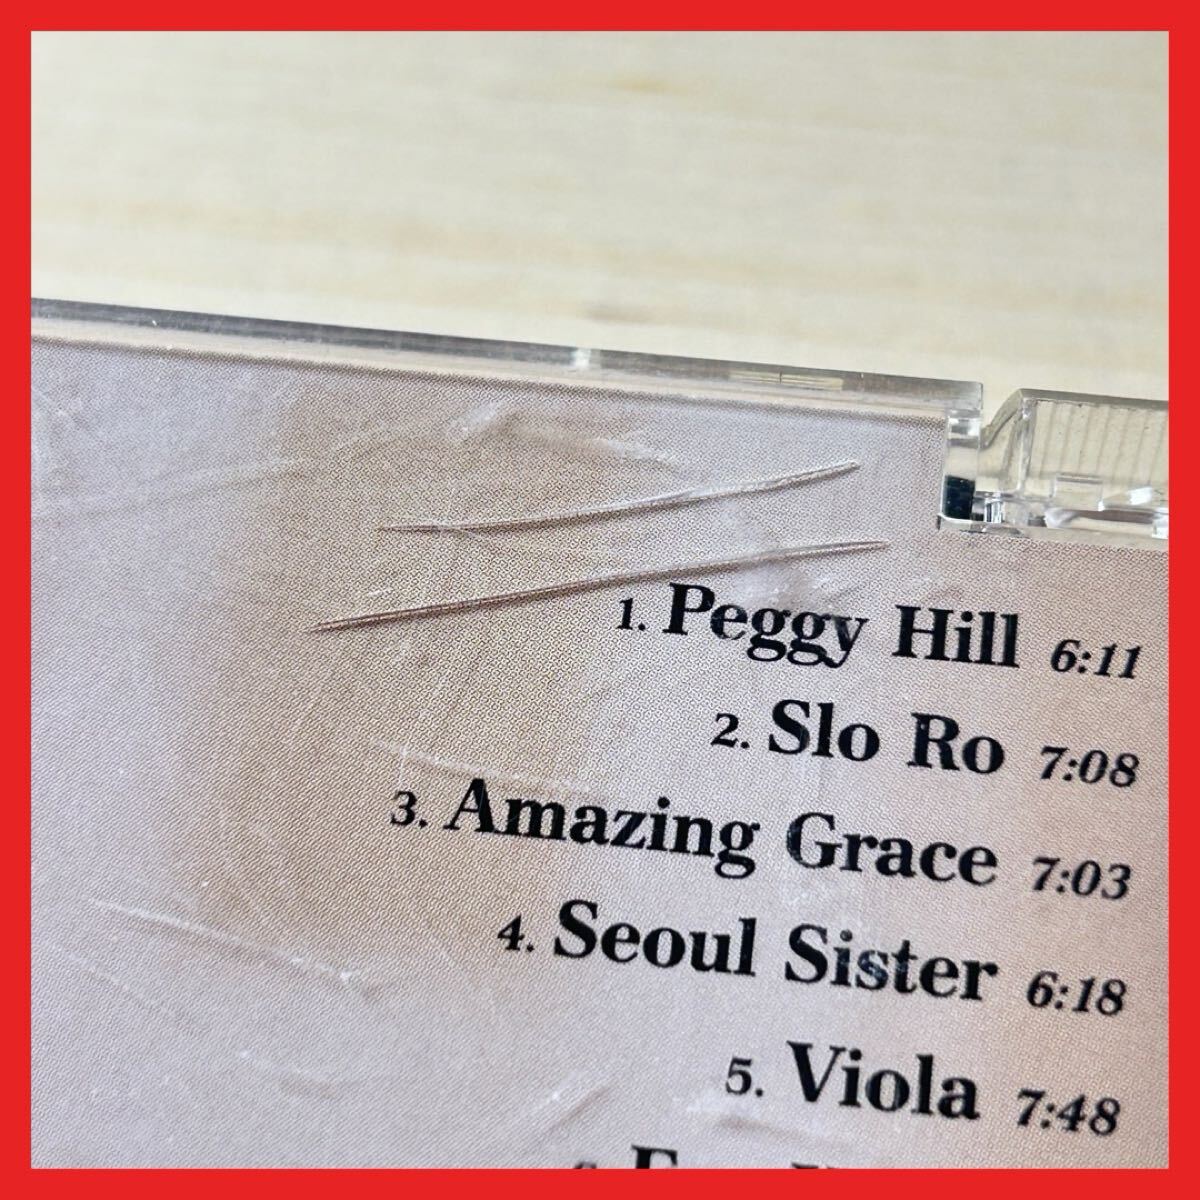 1. Peggy Hill 6:11
2. Slo Ro 7:08
3. Amazing Grace 7:03
4. Seoul Sister 6:18
5. Viola 7:48